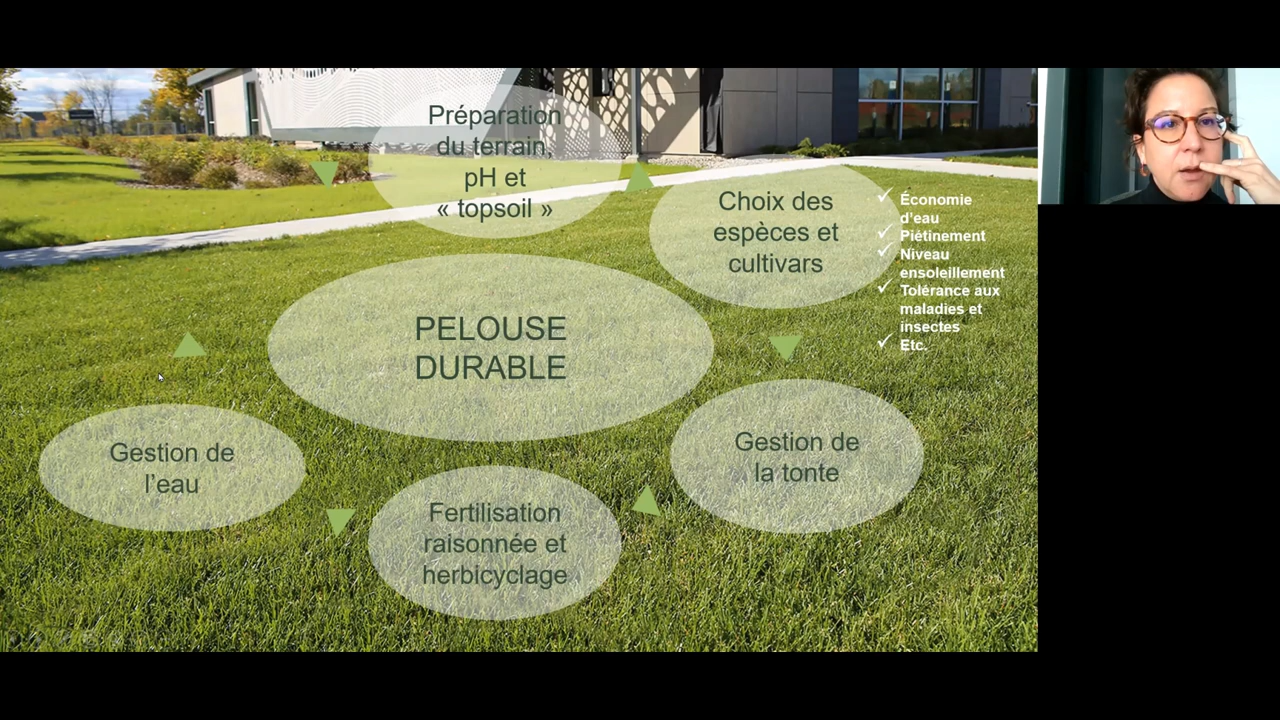 Préparation
du terrain,
pH et
« topsoil »
Choix des
espèces et
cultivars
Économie
d’eau
Piétinement
Niveau
ensoleillement
Tolérance aux
maladies et
insectes
Etc.
PELOUSE
DURABLE
Gestion de
la tonte
Gestion de
l’eau
Fertilisation
raisonnée et
herbicyclage